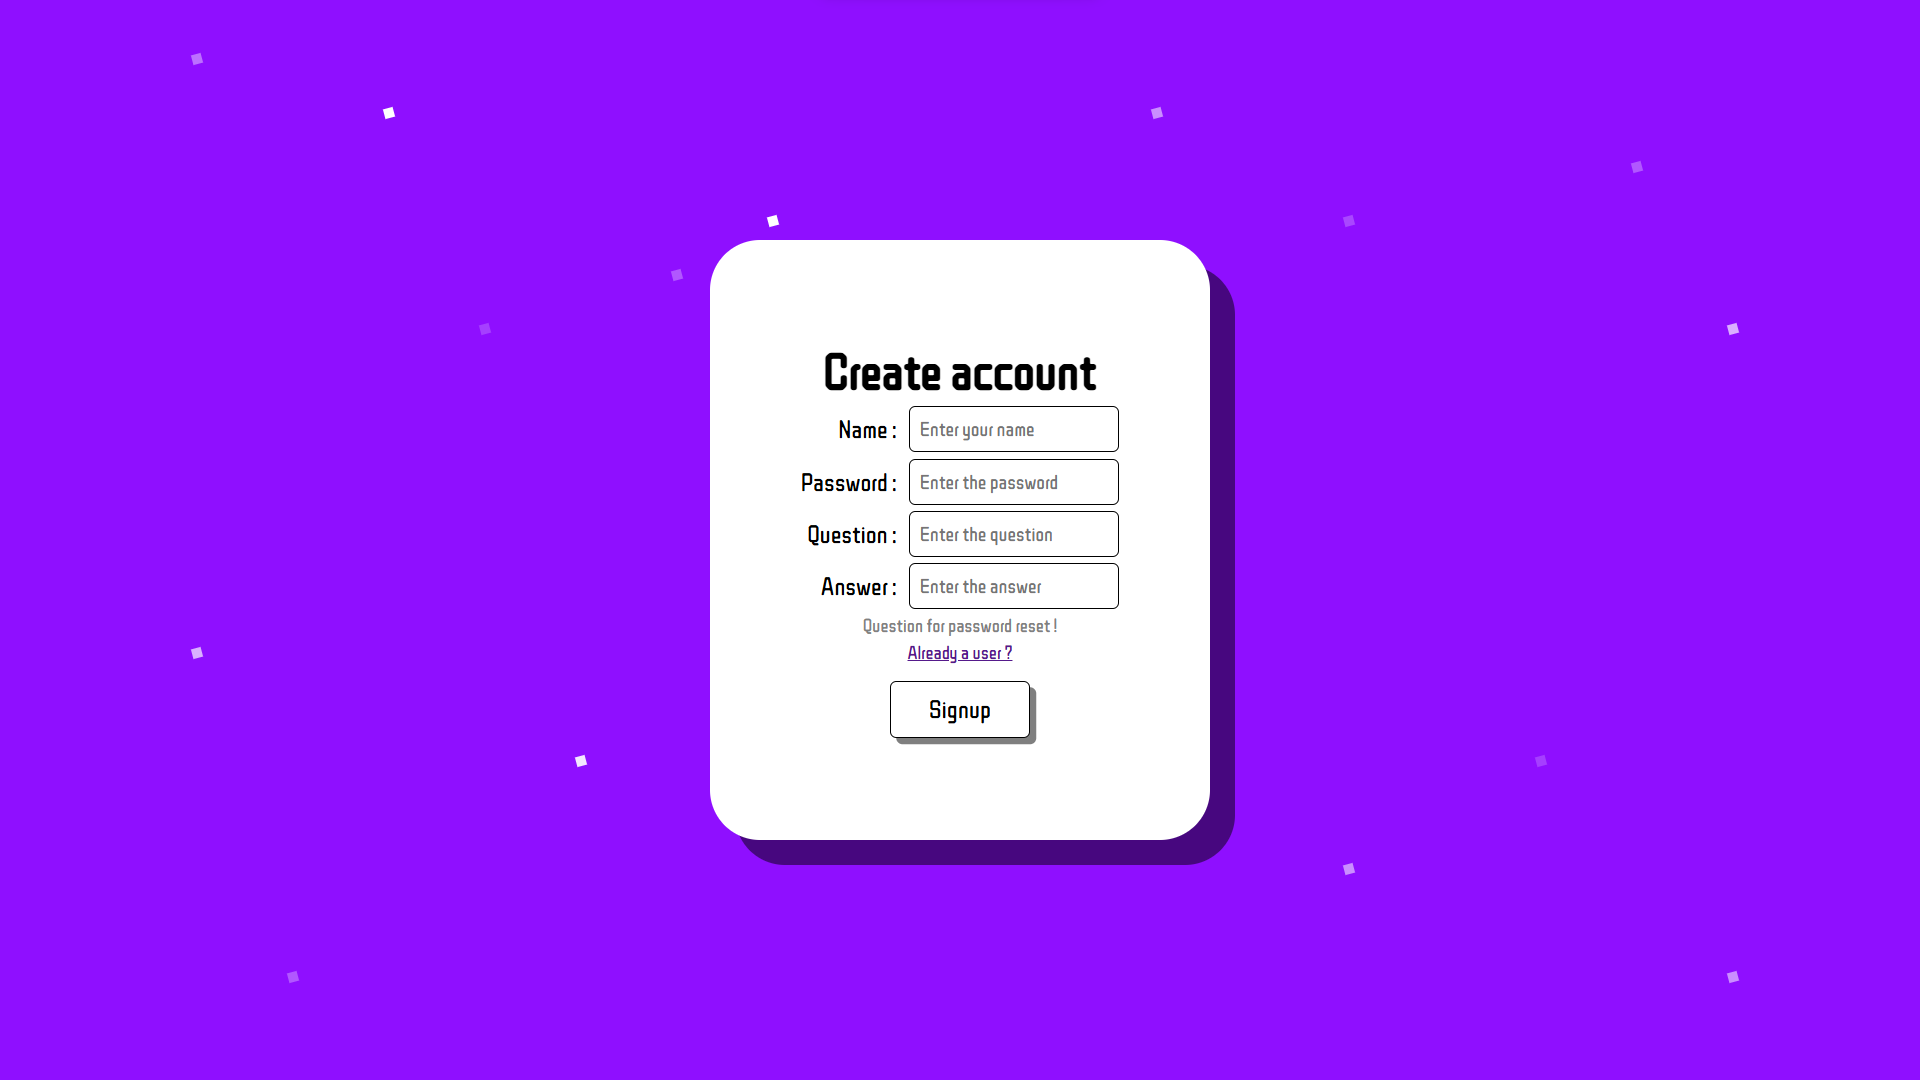 Create account
Name : Enter your name
Password : Enter the password
Question : Enter the question
Answer : Enter the answer
Question for password reset !
Already a user ?
Signup